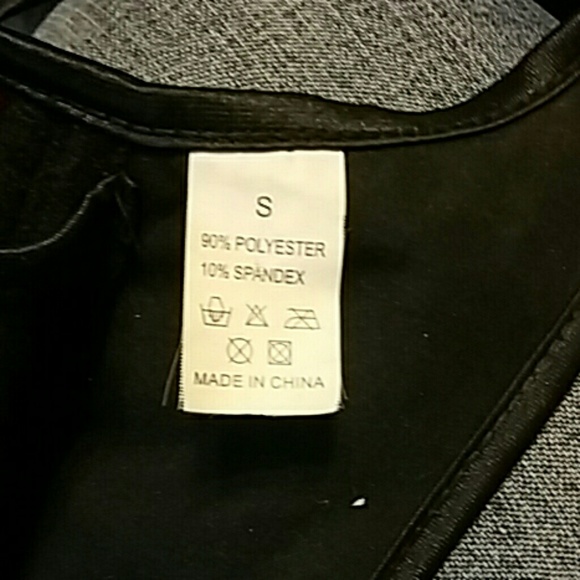 S
90% POLYESTER
10% SPANDEX
MADE IN CHINA